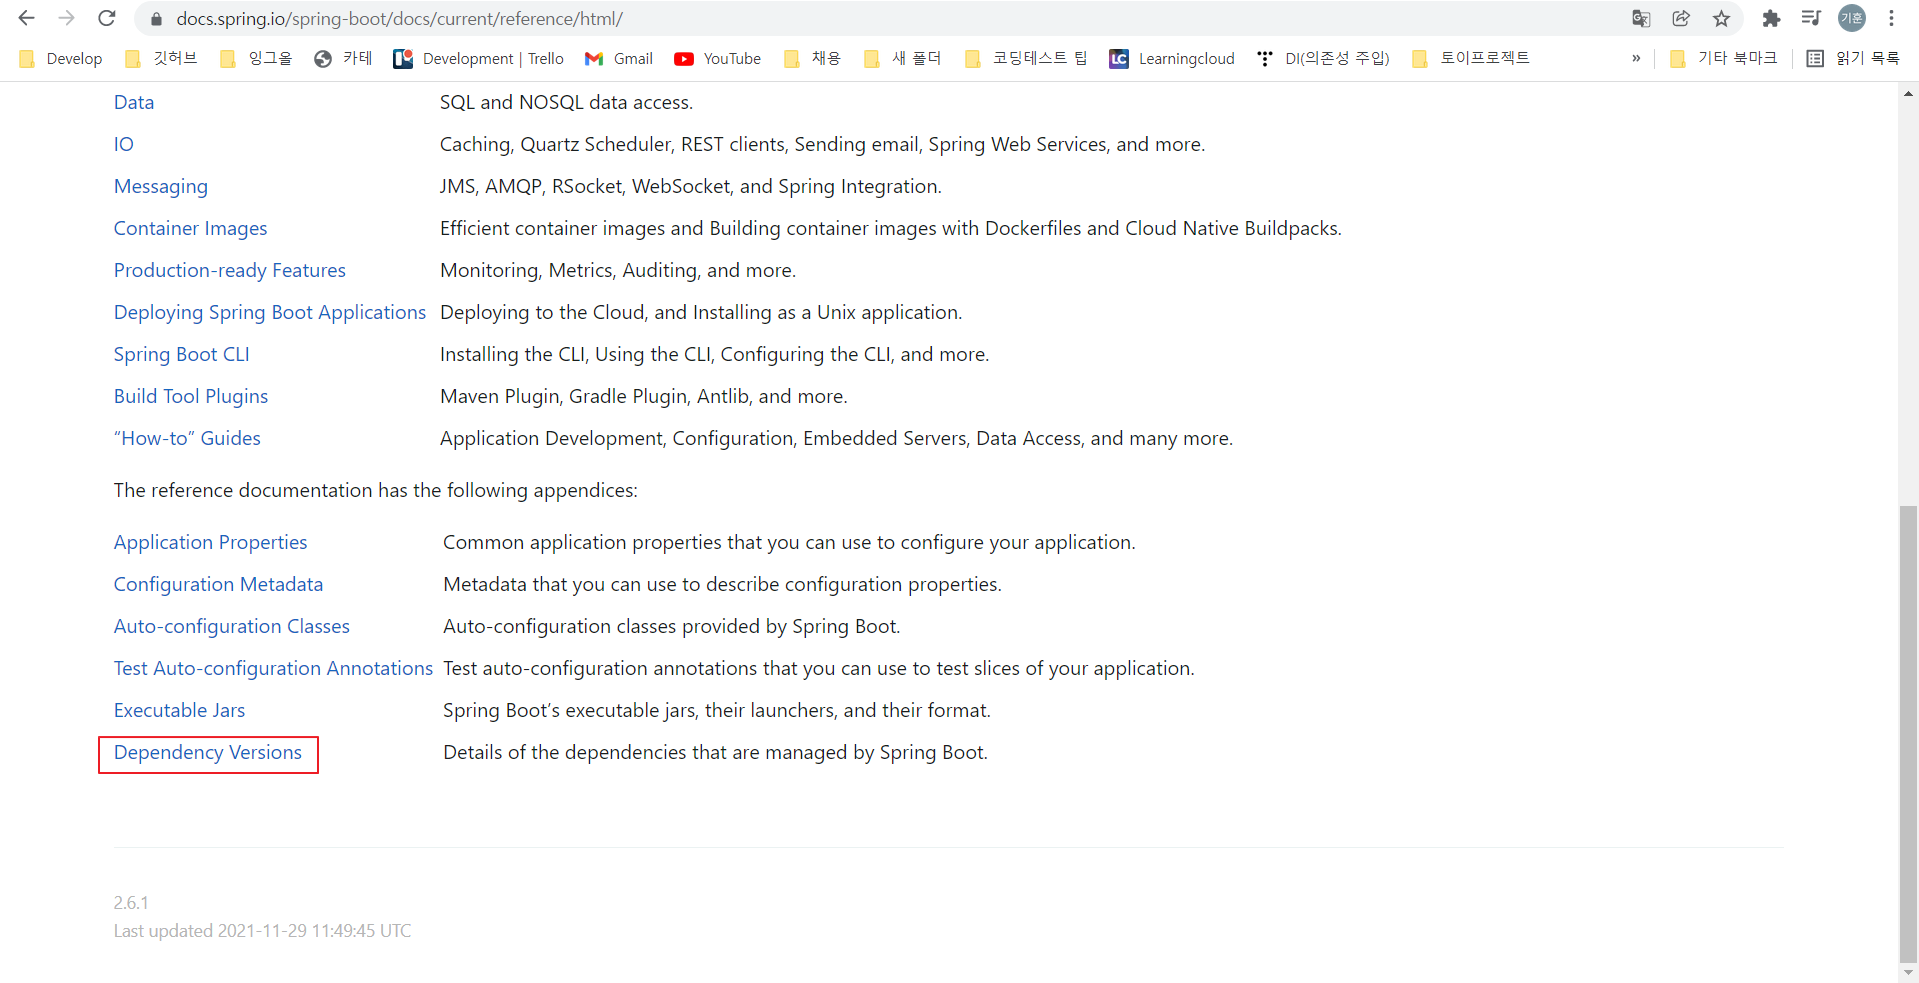 docs.spring.io/spring-boot/docs/current/reference/html/
기훈
Develop 깃허브 잉그올 카테 Development | Trello Gmail YouTube 채용 새 폴더 코딩테스트 팁 LC Learningcloud DI(의존성 주입) 토이프로젝트 » 기타 북마크 읽기 목록
Data SQL and NOSQL data access.
IO Caching, Quartz Scheduler, REST clients, Sending email, Spring Web Services, and more.
Messaging JMS, AMQP, RSocket, WebSocket, and Spring Integration.
Container Images Efficient container images and Building container images with Dockerfiles and Cloud Native Buildpacks.
Production-ready Features Monitoring, Metrics, Auditing, and more.
Deploying Spring Boot Applications Deploying to the Cloud, and Installing as a Unix application.
Spring Boot CLI Installing the CLI, Using the CLI, Configuring the CLI, and more.
Build Tool Plugins Maven Plugin, Gradle Plugin, Antlib, and more.
“How-to” Guides Application Development, Configuration, Embedded Servers, Data Access, and many more.
The reference documentation has the following appendices:
Application Properties Common application properties that you can use to configure your application.
Configuration Metadata Metadata that you can use to describe configuration properties.
Auto-configuration Classes Auto-configuration classes provided by Spring Boot.
Test Auto-configuration Annotations Test auto-configuration annotations that you can use to test slices of your application.
Executable Jars Spring Boot’s executable jars, their launchers, and their format.
Dependency Versions Details of the dependencies that are managed by Spring Boot.
2.6.1
Last updated 2021-11-29 11:49:45 UTC